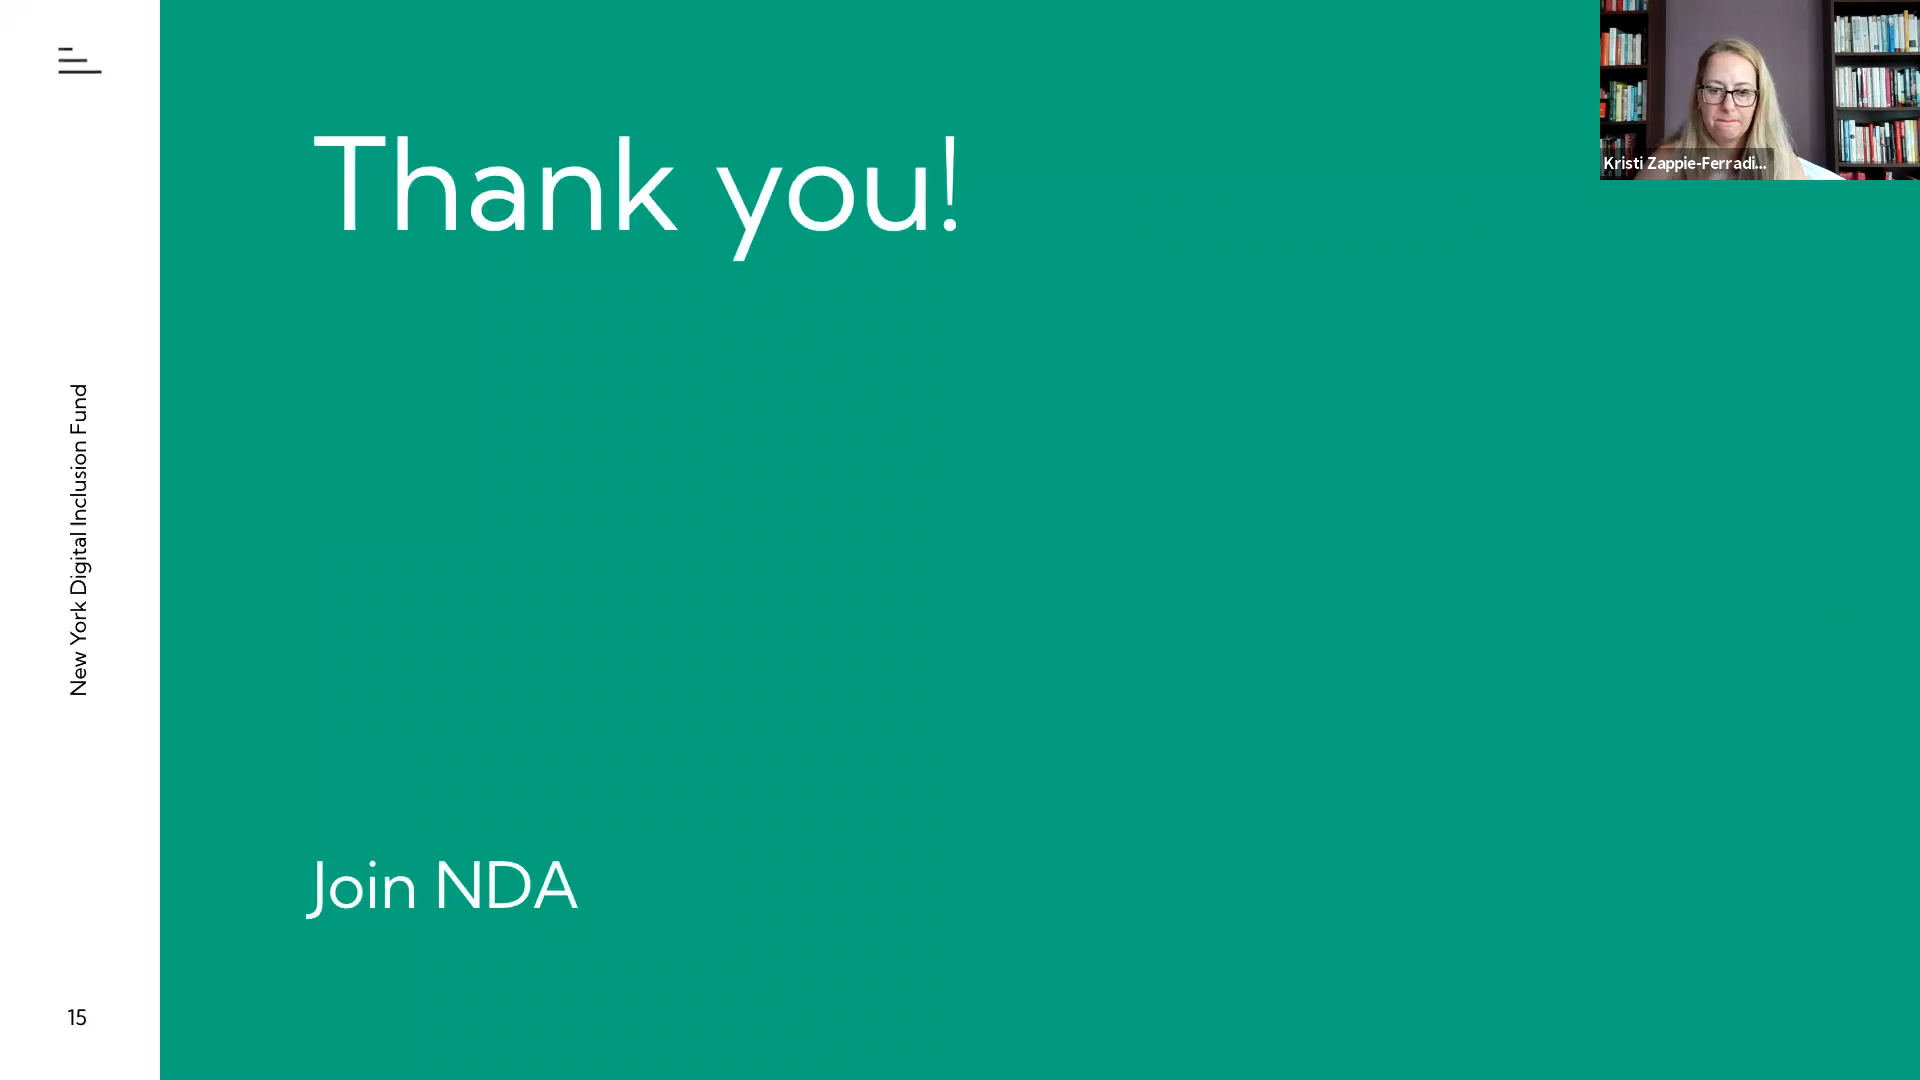 Thank you!
Kristi Zappie-Ferradi...
New York Digital Inclusion Fund
Join NDA
15